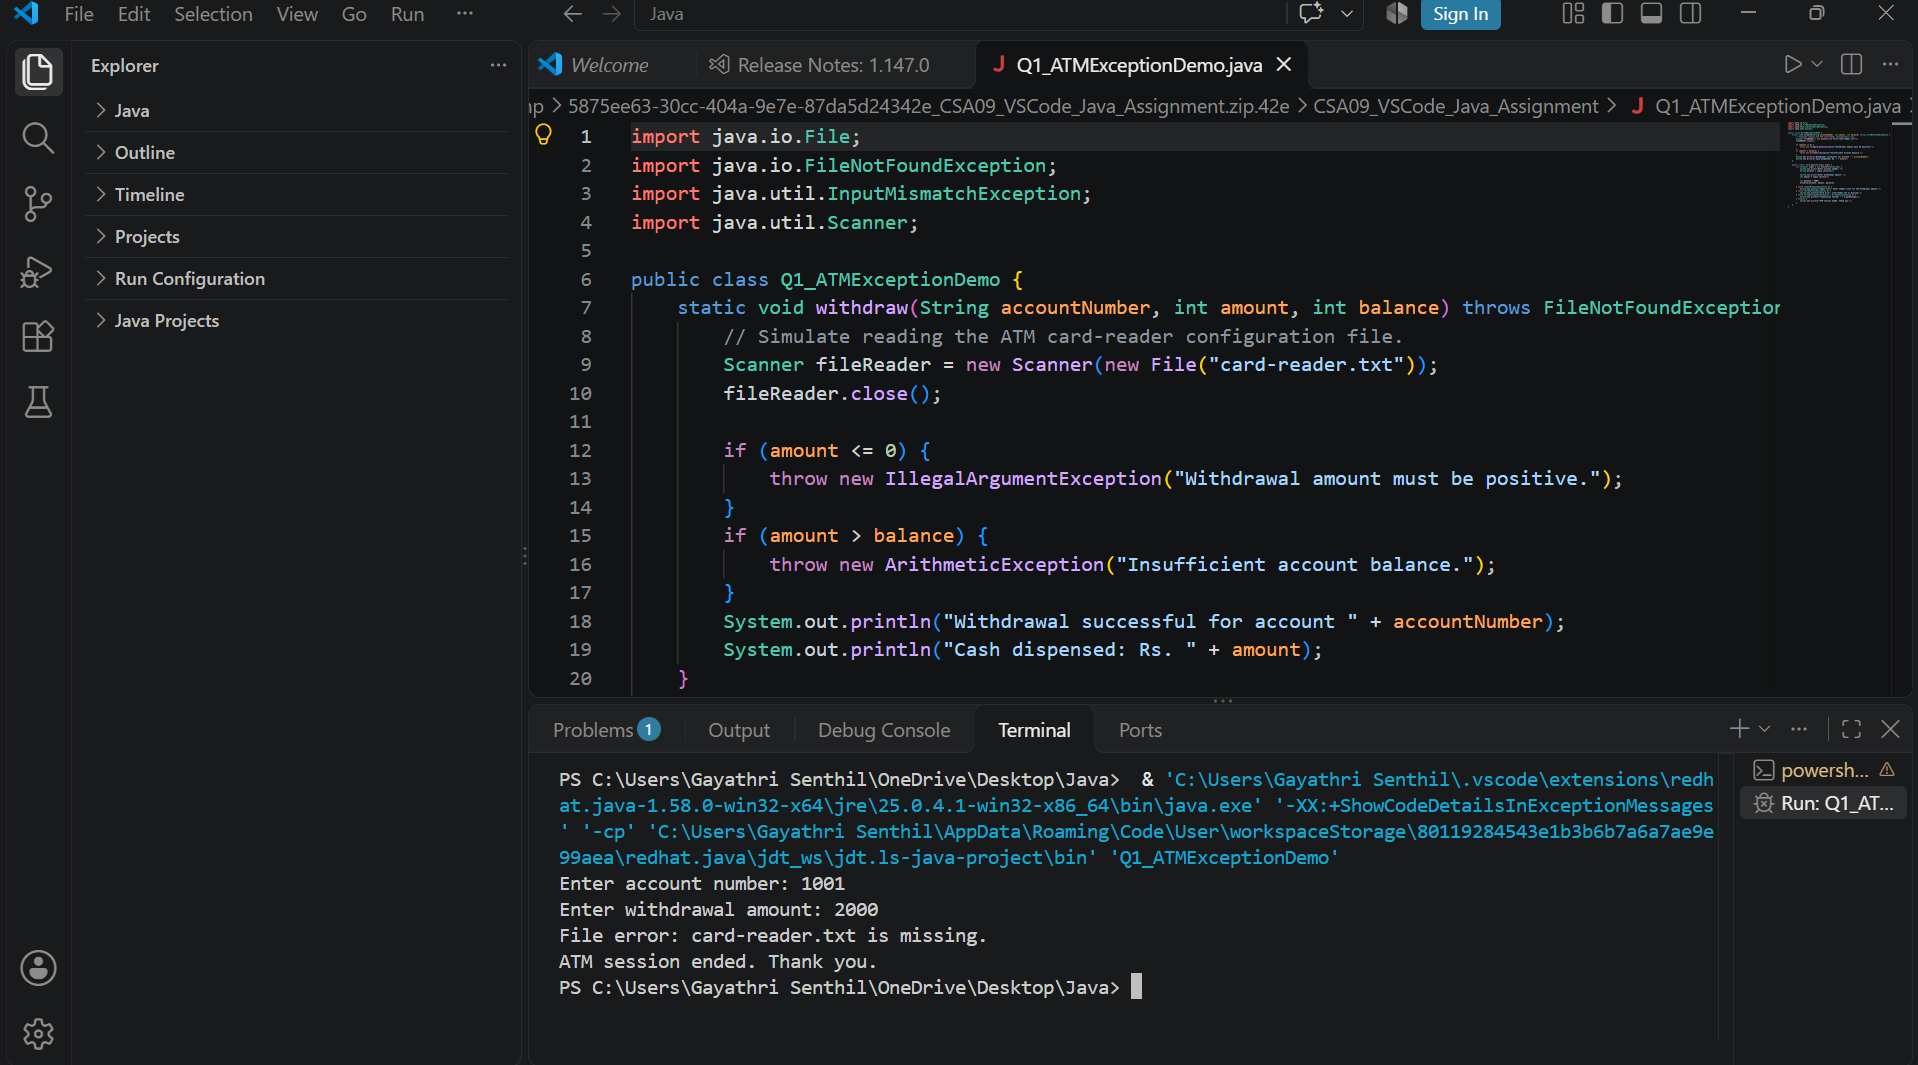 File Edit Selection View Go Run ···
Java
Sign In
Explorer
Java
Outline
Timeline
Projects
Run Configuration
Java Projects
Welcome
Release Notes: 1.147.0
Q1_ATMExceptionDemo.java
5875ee63-30cc-404a-9e7e-87da5d24342e_CSA09_VSCode_Java_Assignment.zip.42e > CSA09_VSCode_Java_Assignment > Q1_ATMExceptionDemo.java
1 import java.io.File;
2 import java.io.FileNotFoundException;
3 import java.util.InputMismatchException;
4 import java.util.Scanner;
5
6 public class Q1_ATMExceptionDemo {
7 static void withdraw(String accountNumber, int amount, int balance) throws FileNotFoundException
8 // Simulate reading the ATM card-reader configuration file.
9 Scanner fileReader = new Scanner(new File("card-reader.txt"));
10 fileReader.close();
11
12 if (amount <= 0) {
13 throw new IllegalArgumentException("Withdrawal amount must be positive.");
14 }
15 if (amount > balance) {
16 throw new ArithmeticException("Insufficient account balance.");
17 }
18 System.out.println("Withdrawal successful for account " + accountNumber);
19 System.out.println("Cash dispensed: Rs. " + amount);
20 }
Problems 1 Output Debug Console Terminal Ports
PS C:\Users\Gayathri Senthil\OneDrive\Desktop\Java> & 'C:\Users\Gayathri Senthil\.vscode\extensions\redh
at.java-1.58.0-win32-x64\jre\25.0.4.1-win32-x86_64\bin\java.exe' '-XX:+ShowCodeDetailsInExceptionMessages
' '-cp' 'C:\Users\Gayathri Senthil\AppData\Roaming\Code\User\workspaceStorage\80119284543e1b3b6b7a6a7ae9e
99aea\redhat.java\jdt_ws\jdt.ls-java-project\bin' 'Q1_ATMExceptionDemo'
Enter account number: 1001
Enter withdrawal amount: 2000
File error: card-reader.txt is missing.
ATM session ended. Thank you.
PS C:\Users\Gayathri Senthil\OneDrive\Desktop\Java>
powersh...
Run: Q1_AT...